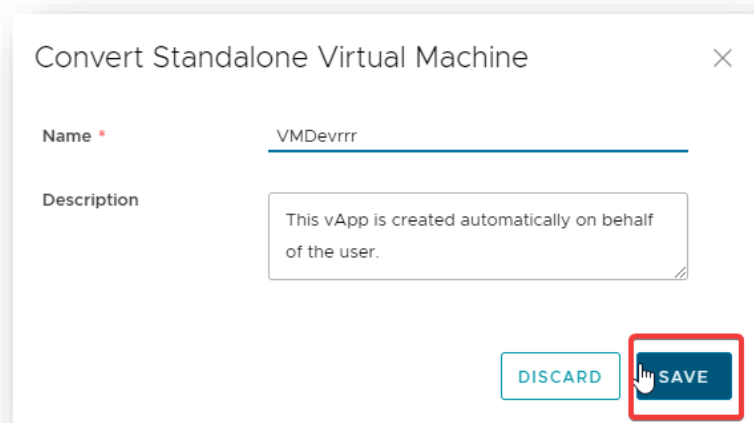 Convert Standalone Virtual Machine
Name *
VMDevrrr
Description
This vApp is created automatically on behalf
of the user.
DISCARD
SAVE